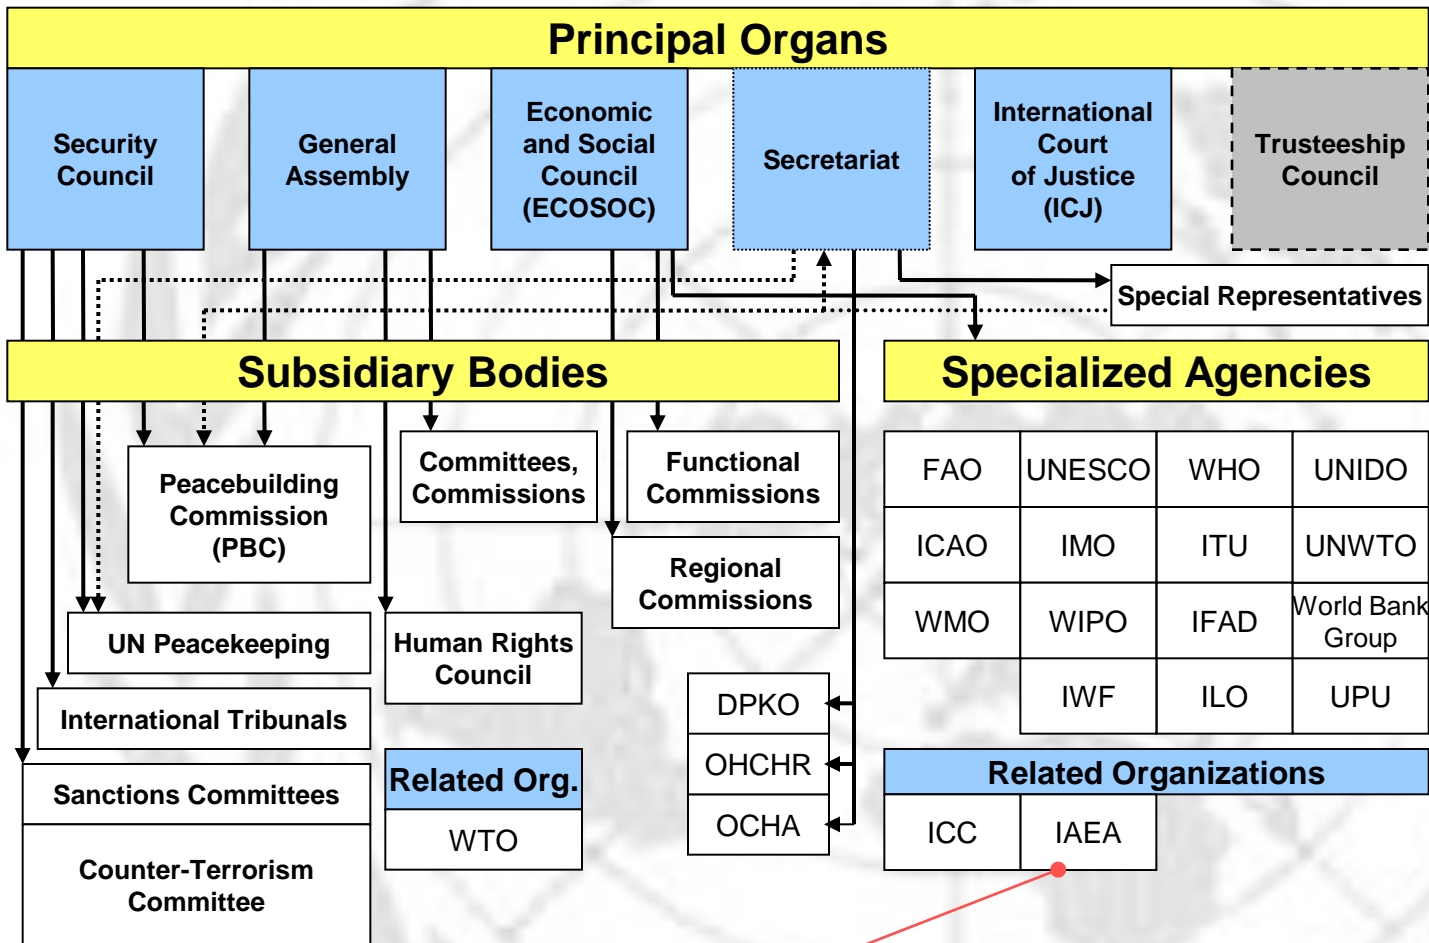 Principal Organs
Security
Council
General
Assembly
Economic
and Social
Council
(ECOSOC)
Secretariat
International
Court
of Justice
(ICJ)
Trusteeship
Council
Special Representatives
Subsidiary Bodies
Specialized Agencies
Peacebuilding
Commission
(PBC)
Committees,
Commissions
Functional
Commissions
Regional
Commissions
UN Peacekeeping
Human Rights
Council
International Tribunals
Sanctions Committees
Counter-Terrorism
Committee
Related Org.
WTO
DPKO
OHCHR
OCHA
FAO UNESCO WHO UNIDO
ICAO IMO ITU UNWTO
WMO WIPO IFAD World Bank
Group
IWF ILO UPU
Related Organizations
ICC IAEA